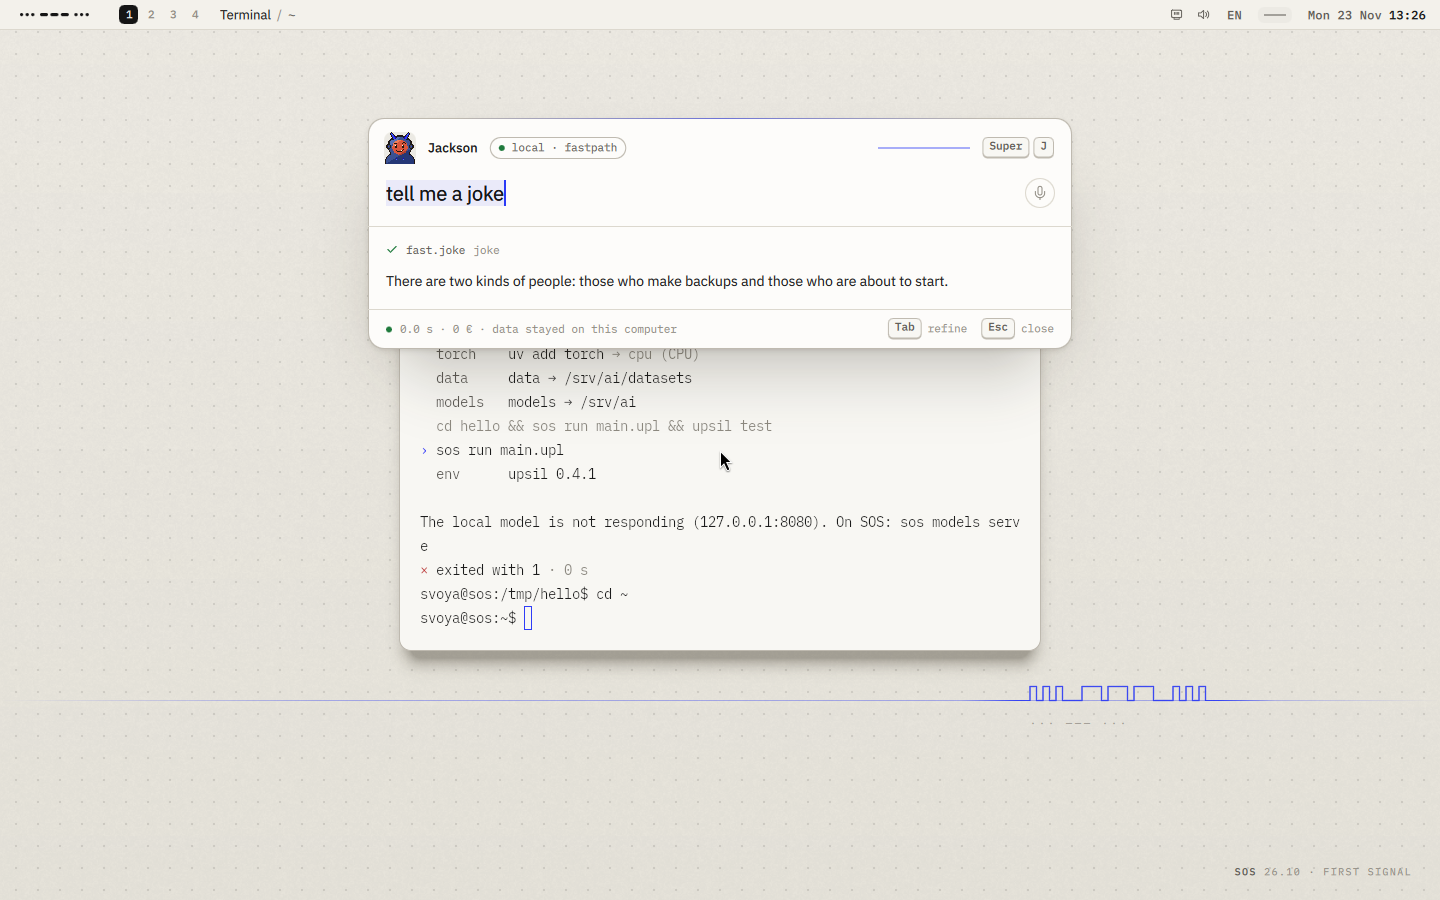 1 2 3 4 Terminal / ~ EN Mon 23 Nov 13:26
Jackson local · fastpath Super J
tell me a joke
✓ fast.joke joke
There are two kinds of people: those who make backups and those who are about to start.
0.0 s · 0 € · data stayed on this computer Tab refine Esc close
torch uv add torch → cpu (CPU)
data data → /srv/ai/datasets
models models → /srv/ai
cd hello && sos run main.upl && upsil test
› sos run main.upl
env upsil 0.4.1
The local model is not responding (127.0.0.1:8080). On SOS: sos models serv
e
× exited with 1 · 0 s
svoya@sos:/tmp/hello$ cd ~
svoya@sos:~$
··· −−− ···
SOS 26.10 · FIRST SIGNAL